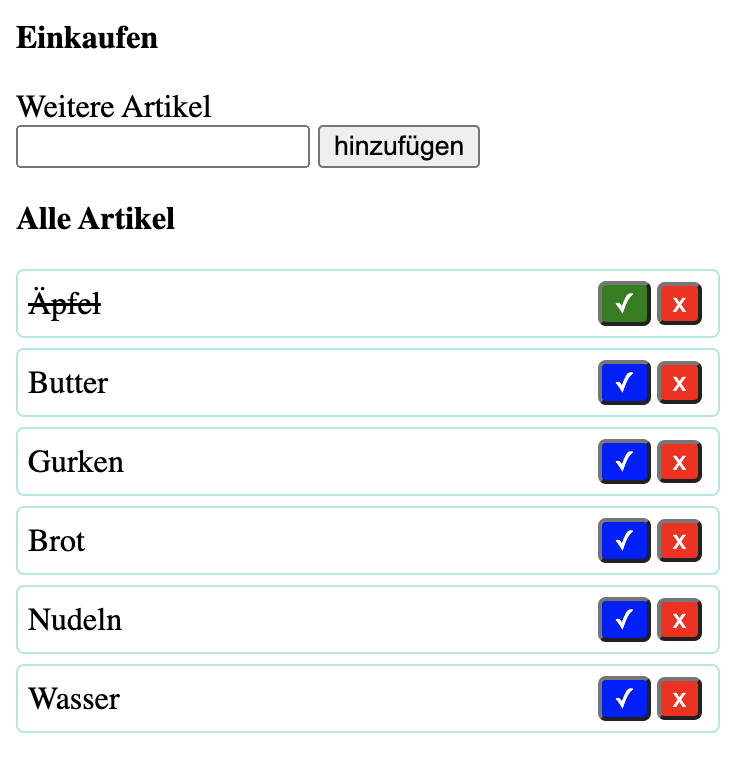 Einkaufen
Weitere Artikel
hinzufügen
Alle Artikel
Äpfel ✓ x
Butter ✓ x
Gurken ✓ x
Brot ✓ x
Nudeln ✓ x
Wasser ✓ x